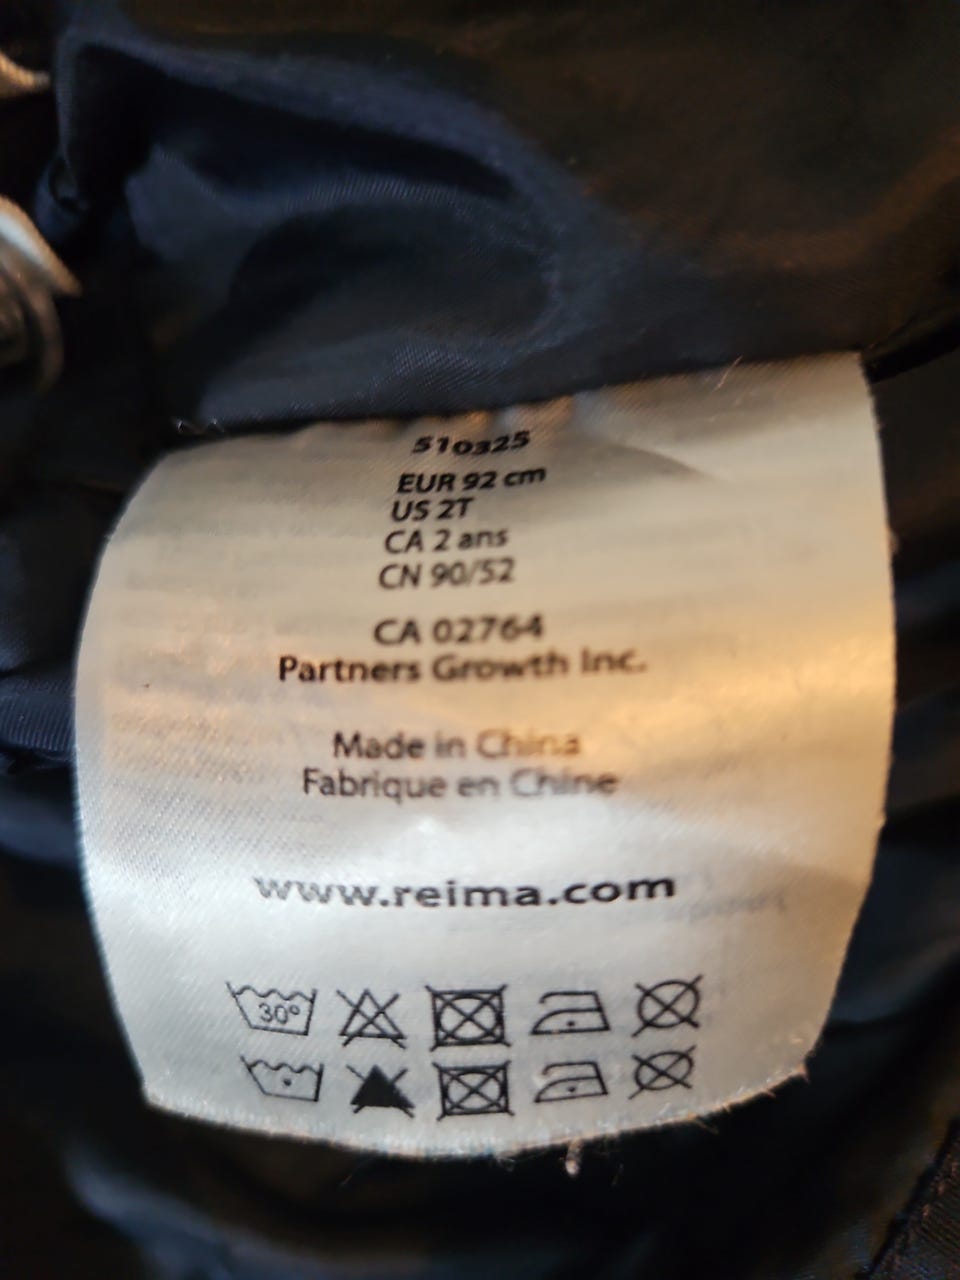 510325
EUR 92 cm
US 2T
CA 2 ans
CN 90/52
CA 02764
Partners Growth Inc.
Made in China
Fabrique en Chine
www.reima.com
30°